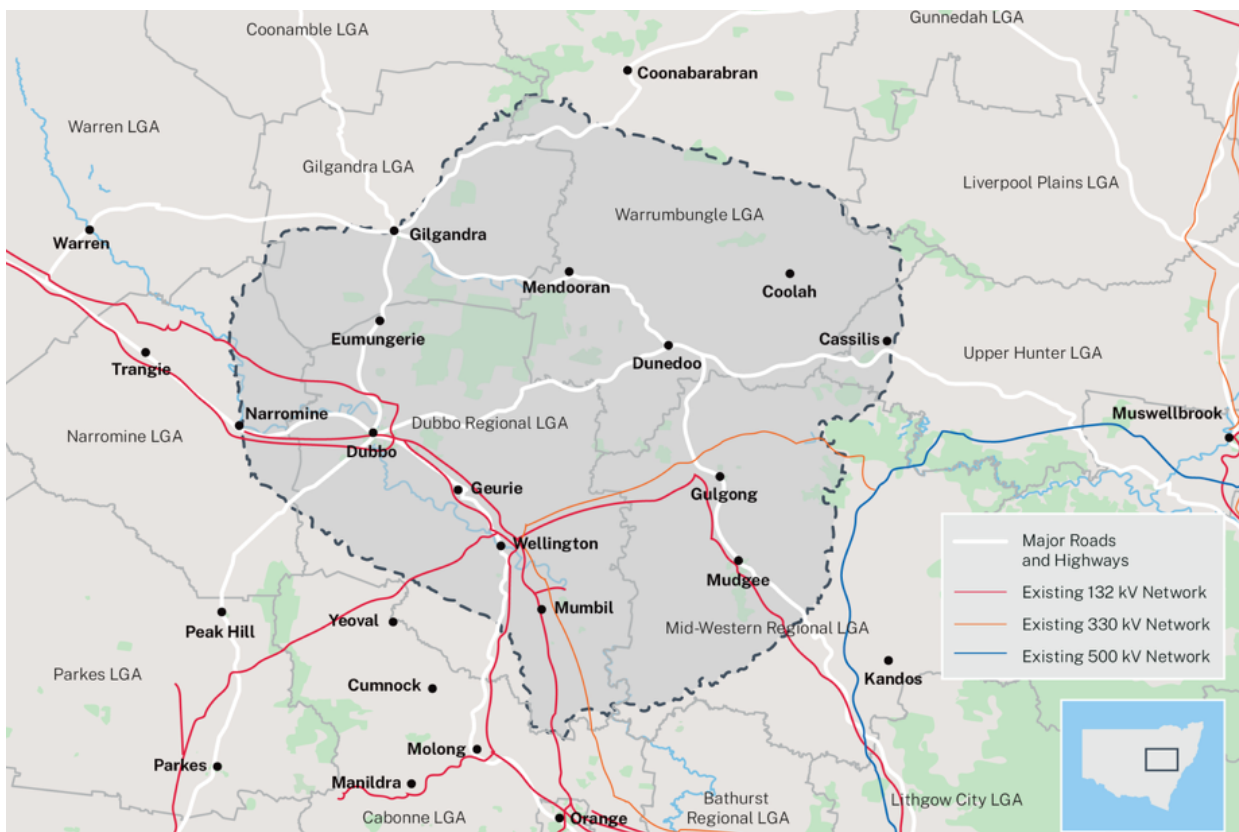 Gunnedah LGA
Coonamble LGA
Coonabarabran
Warren LGA
Gilgandra LGA
Liverpool Plains LGA
Warrumbungle LGA
Warren
Gilgandra
Mendooran
Coolah
Eumungerie
Cassilis
Upper Hunter LGA
Trangie
Dunedoo
Narromine
Dubbo Regional LGA
Muswellbrook
Narromine LGA
Dubbo
Geurie
Gulgong
Wellington
Mudgee
Mumbil
Peak Hill
Yeoval
Mid-Western Regional LGA
Parkes LGA
Cumnock
Kandos
Molong
Parkes
Manildra
Bathurst
Regional LGA
Lithgow City LGA
Cabonne LGA
Orange
Major Roads
and Highways
Existing 132 kV Network
Existing 330 kV Network
Existing 500 kV Network